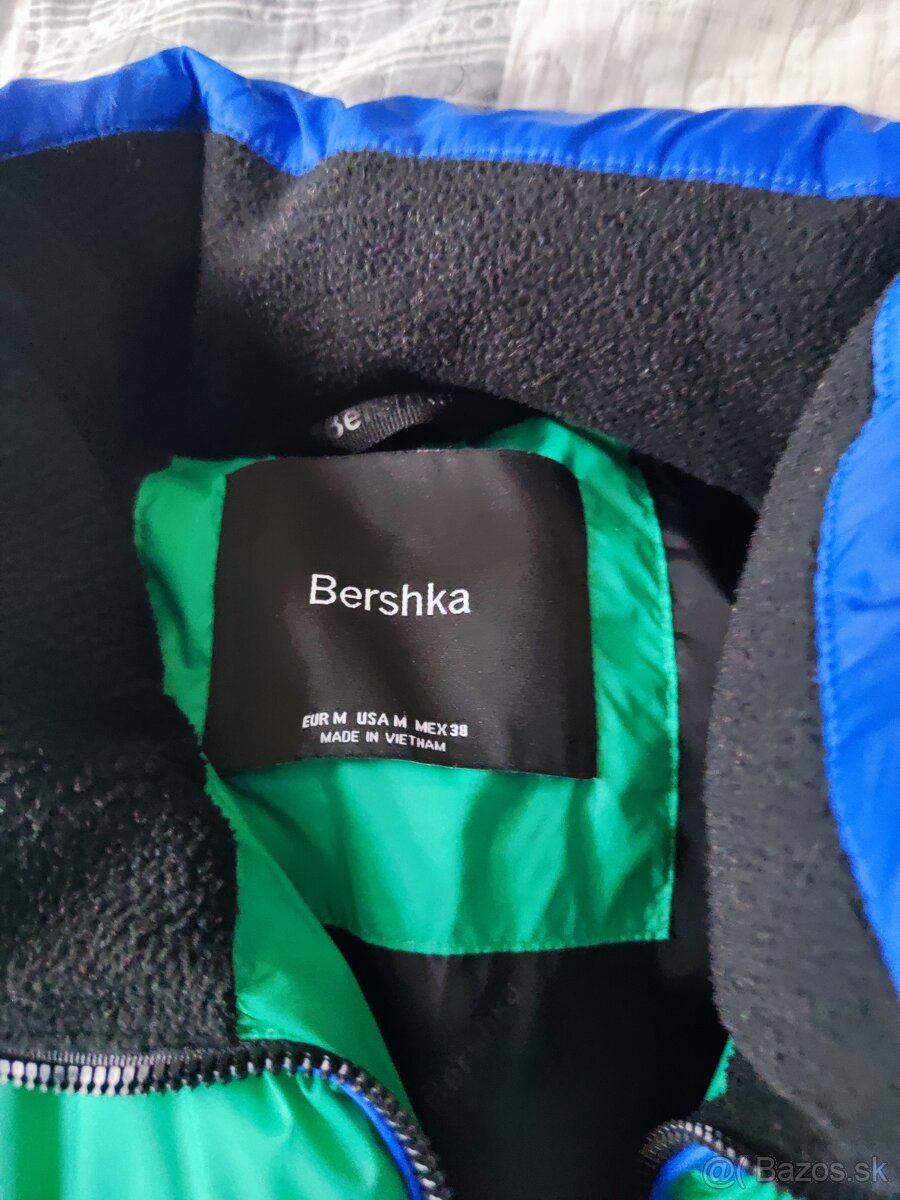 Bershka
EUR M USA M MEX 38
MADE IN VIETNAM
@( Bazos.sk